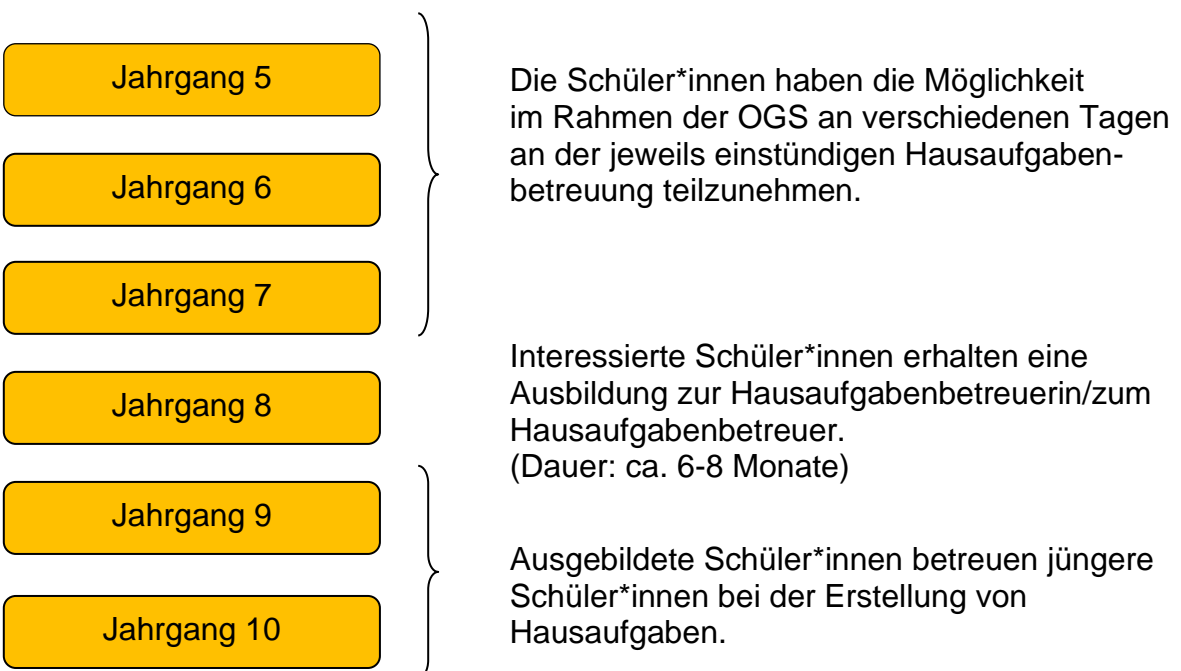 Jahrgang 5
Die Schüler*innen haben die Möglichkeit
im Rahmen der OGS an verschiedenen Tagen
an der jeweils einstündigen Hausaufgaben-
betreuung teilzunehmen.
Jahrgang 6
Jahrgang 7
Jahrgang 8
Interessierte Schüler*innen erhalten eine
Ausbildung zur Hausaufgabenbetreuerin/zum
Hausaufgabenbetreuer.
(Dauer: ca. 6-8 Monate)
Jahrgang 9
Jahrgang 10
Ausgebildete Schüler*innen betreuen jüngere
Schüler*innen bei der Erstellung von
Hausaufgaben.